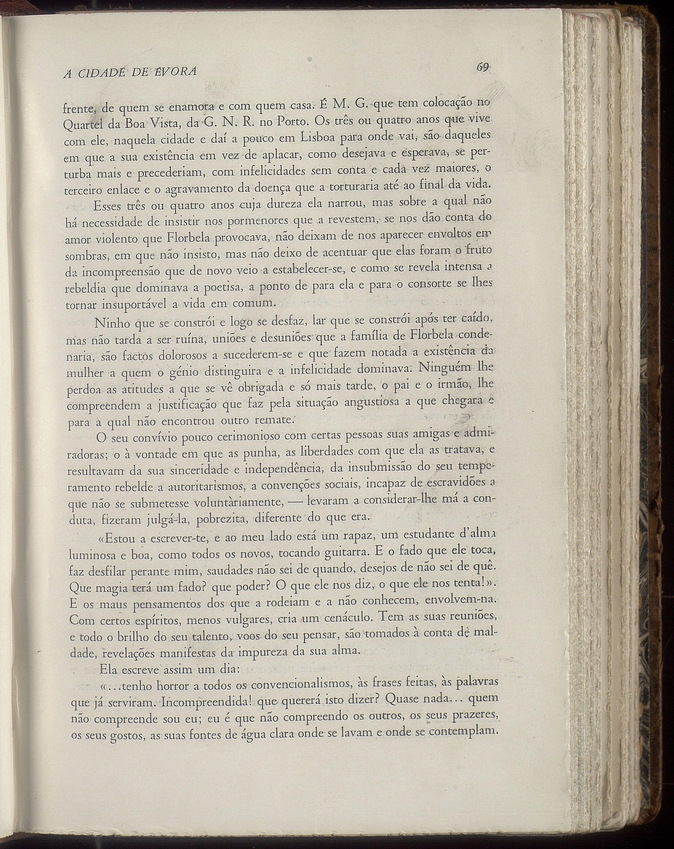 A CIDADE DE ÉVORA 69
frente, de quem se enamora e com quem casa. É M. G. que tem colocação no
Quartel da Boa Vista, da G. N. R. no Porto. Os três ou quatro anos que vive
com ele, naquela cidade e daí a pouco em Lisboa para onde vai, são daqueles
em que a sua existência em vez de aplacar, como desejava e esperava, se per-
turba mais e precederiam, com infelicidades sem conta e cada vez maiores, o
terceiro enlace e o agravamento da doença que a torturaria até ao final da vida.
Esses três ou quatro anos cuja dureza ela narrou, mas sobre a qual não
há necessidade de insistir nos pormenores que a revestem, se nos dão conta do
amor violento que Florbela provocava, não deixam de nos aparecer envoltos em
sombras, em que não insisto, mas não deixo de acentuar que elas foram o fruto
da incompreensão que de novo veio a estabelecer-se, e como se revela intensa a
rebeldia que dominava a poetisa, a ponto de para ela e para o consorte se lhes
tornar insuportável a vida em comum.
Ninho que se constrói e logo se desfaz, lar que se constrói após ter caído,
mas não tarda a ser ruína, uniões e desuniões que a família de Florbela conde-
naria, são factos dolorosos a sucederem-se e que fazem notada a existência da
mulher a quem o génio distinguira e a infelicidade dominava. Ninguém lhe
perdoa as atitudes a que se vê obrigada e só mais tarde, o pai e o irmão, lhe
compreendem a justificação que faz pela situação angustiosa a que chegara e
para a qual não encontrou outro remate.
O seu convívio pouco cerimonioso com certas pessoas suas amigas e admi-
radoras; o à vontade em que as punha, as liberdades com que ela as tratava, e
resultavam da sua sinceridade e independência, da insubmissão do seu tempe-
ramento rebelde a autoritarismos, a convenções sociais, incapaz de escravidões a
que não se submetesse voluntàriamente, — levaram a considerar-lhe má a con-
duta, fizeram julgá-la, pobrezita, diferente do que era.
«Estou a escrever-te, e ao meu lado está um rapaz, um estudante d'alma
luminosa e boa, como todos os novos, tocando guitarra. E o fado que ele toca,
faz desfilar perante mim, saudades não sei de quando, desejos de não sei de quê.
Que magia terá um fado? que poder? O que ele nos diz, o que ele nos tenta!».
E os maus pensamentos dos que a rodeiam e a não conhecem, envolvem-na.
Com certos espíritos, menos vulgares, cria um cenáculo. Tem as suas reuniões,
e todo o brilho do seu talento, voos do seu pensar, são tomados à conta de mal-
dade, revelações manifestas da impureza da sua alma.
Ela escreve assim um dia:
«...tenho horror a todos os convencionalismos, às frases feitas, às palavras
que já serviram. Incompreendida! que quererá isto dizer? Quase nada... quem
não compreende sou eu; eu é que não compreendo os outros, os seus prazeres,
os seus gostos, as suas fontes de água clara onde se lavam e onde se contemplam.